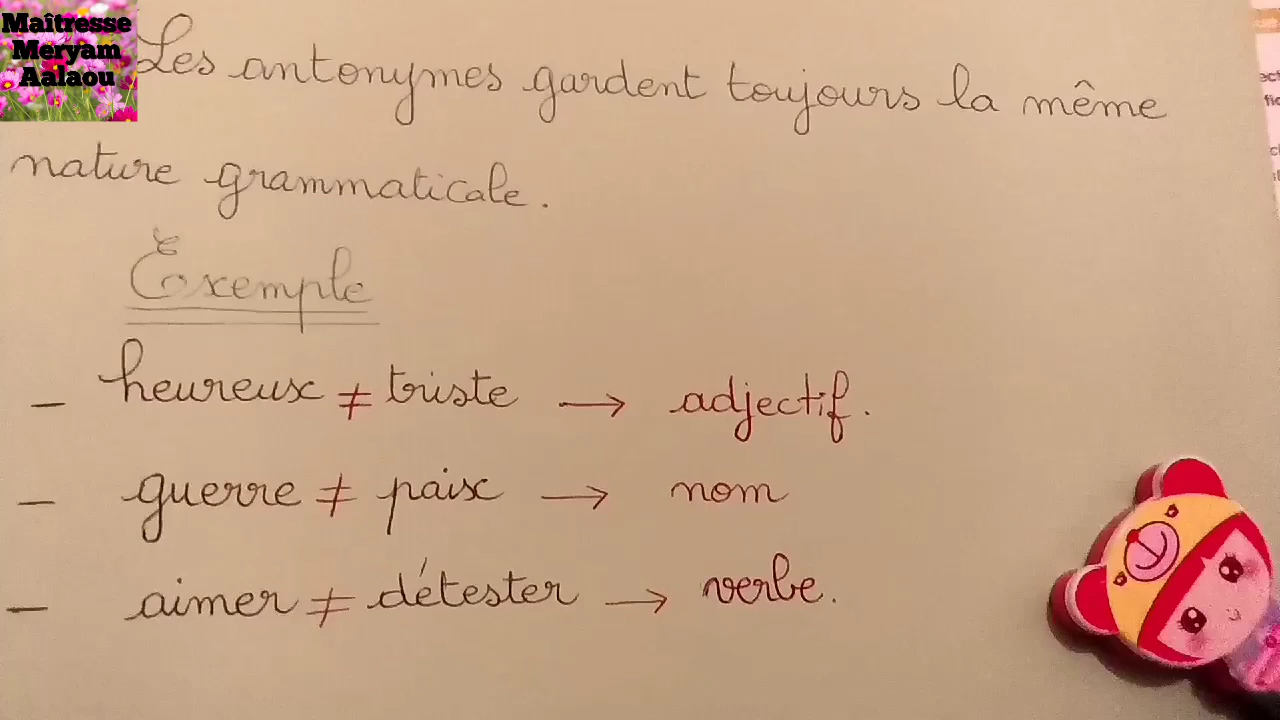 Maîtresse
Meryam
Aalaou
Les antonymes gardent toujours la même
nature grammaticale.
Exemple
- heureux ≠ triste → adjectif.
- guerre ≠ paix → nom
- aimer ≠ détester → verbe.